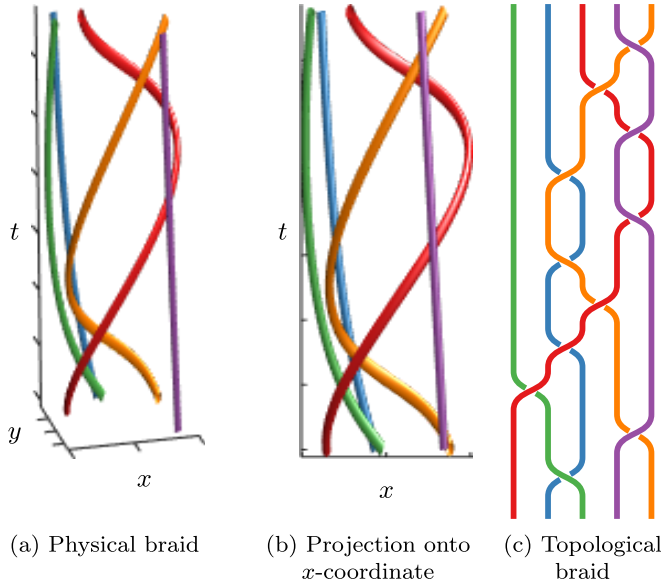 t
y
x
t
x
(a) Physical braid
(b) Projection onto
x-coordinate
(c) Topological
braid